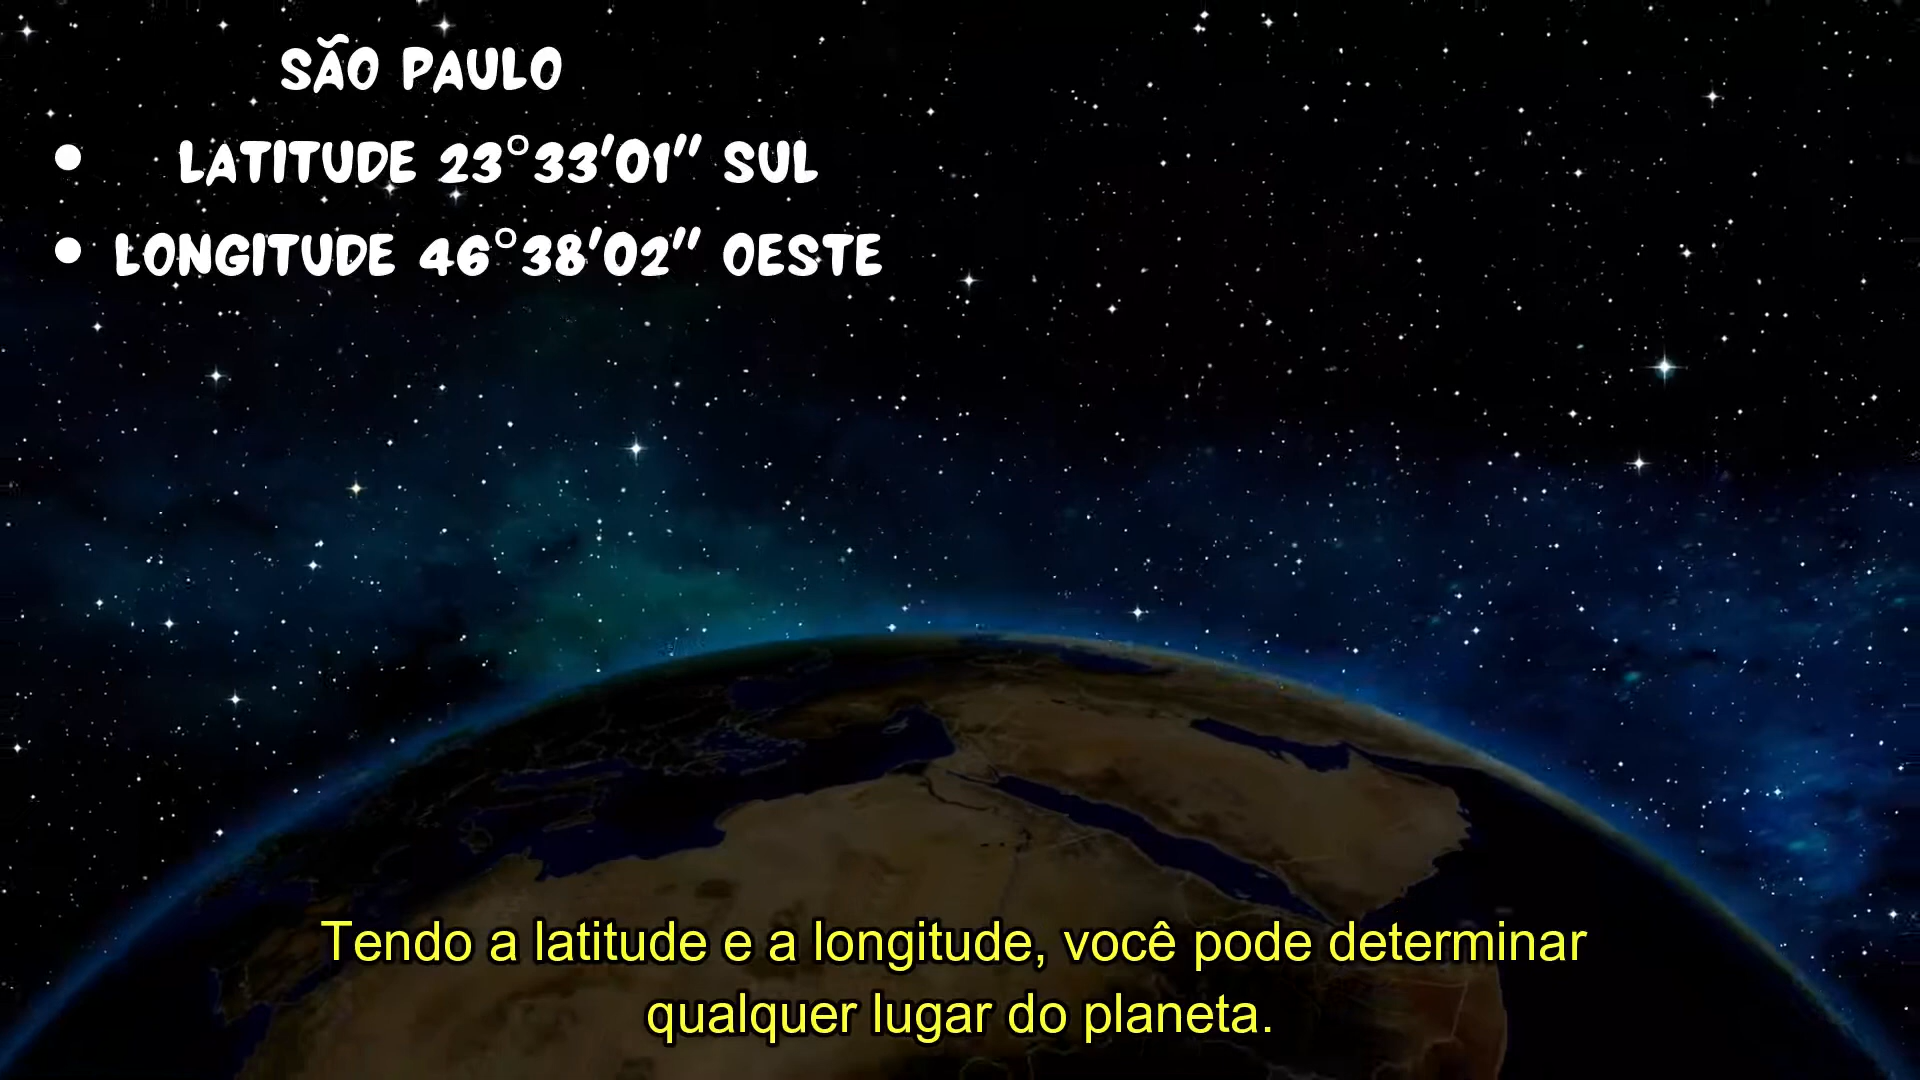 SÃO PAULO
• LATITUDE 23°33'01" SUL
• LONGITUDE 46°38'02" OESTE
Tendo a latitude e a longitude, você pode determinar
qualquer lugar do planeta.